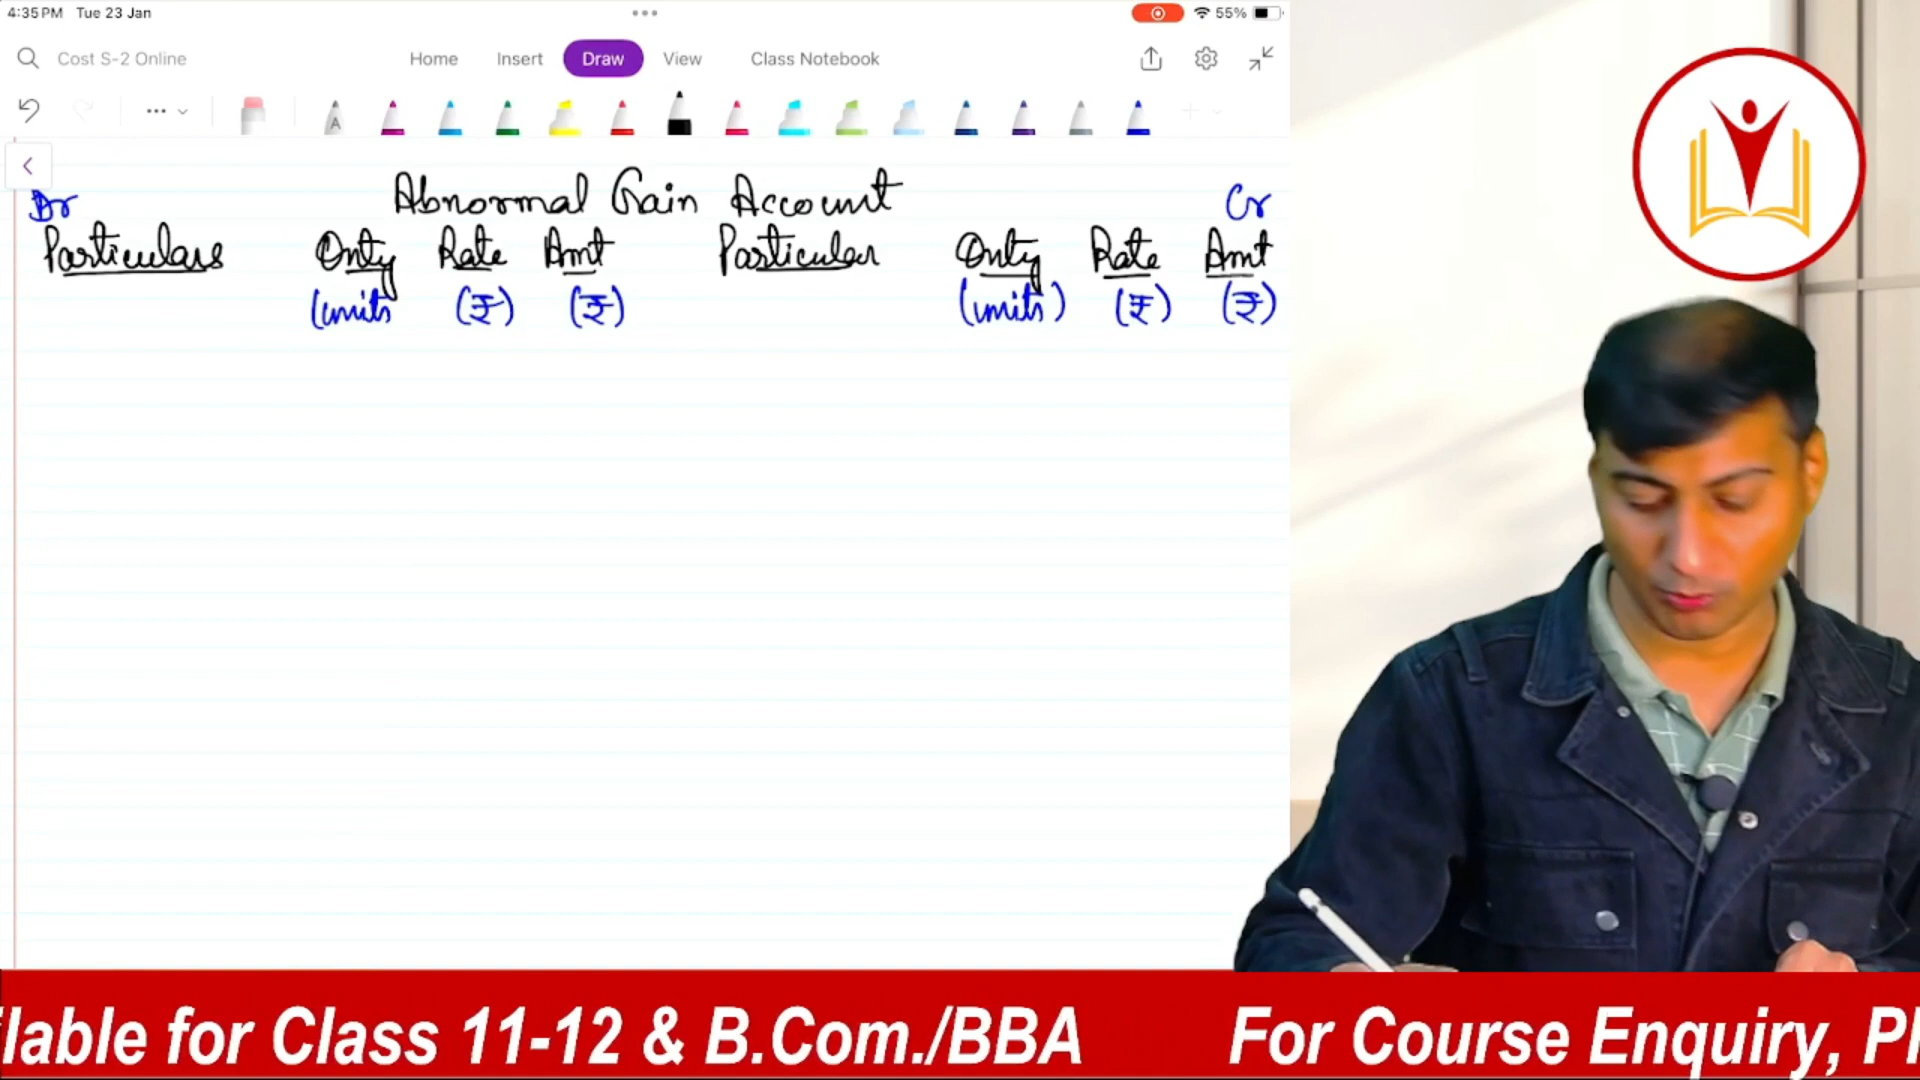 4:35 PM Tue 23 Jan 55%
Cost S-2 Online Home Insert Draw View Class Notebook
A
Dr Abnormal Gain Account Cr
Particulars Qnty Rate Amt Particular Qnty Rate Amt
(units (₹) (₹) (units) (₹) (₹)
ilable for Class 11-12 & B.Com./BBA For Course Enquiry, Pl